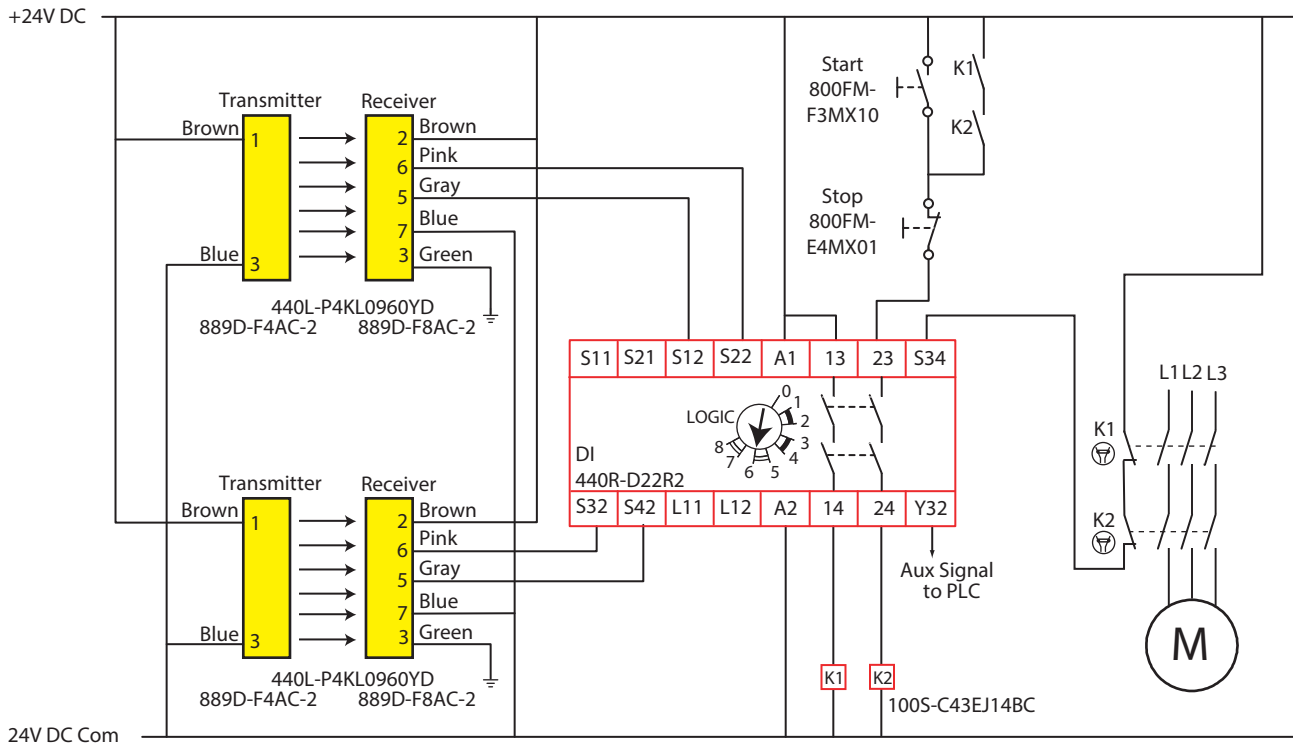 +24V DC
Transmitter
Receiver
Brown
1
2
Brown
6
Pink
5
Gray
7
Blue
Blue
3
3
Green
440L-P4KL0960YD
889D-F4AC-2
889D-F8AC-2
Start
800FM-
F3MX10
K1
K2
Stop
800FM-
E4MX01
S11
S21
S12
S22
A1
13
23
S34
LOGIC
0
1
2
3
4
5
6
7
8
DI
440R-D22R2
S32
S42
L11
L12
A2
14
24
Y32
Aux Signal
to PLC
L1
L2
L3
K1
K2
M
Transmitter
Receiver
Brown
1
2
Brown
6
Pink
5
Gray
7
Blue
Blue
3
3
Green
440L-P4KL0960YD
889D-F4AC-2
889D-F8AC-2
K1
K2
100S-C43EJ14BC
24V DC Com